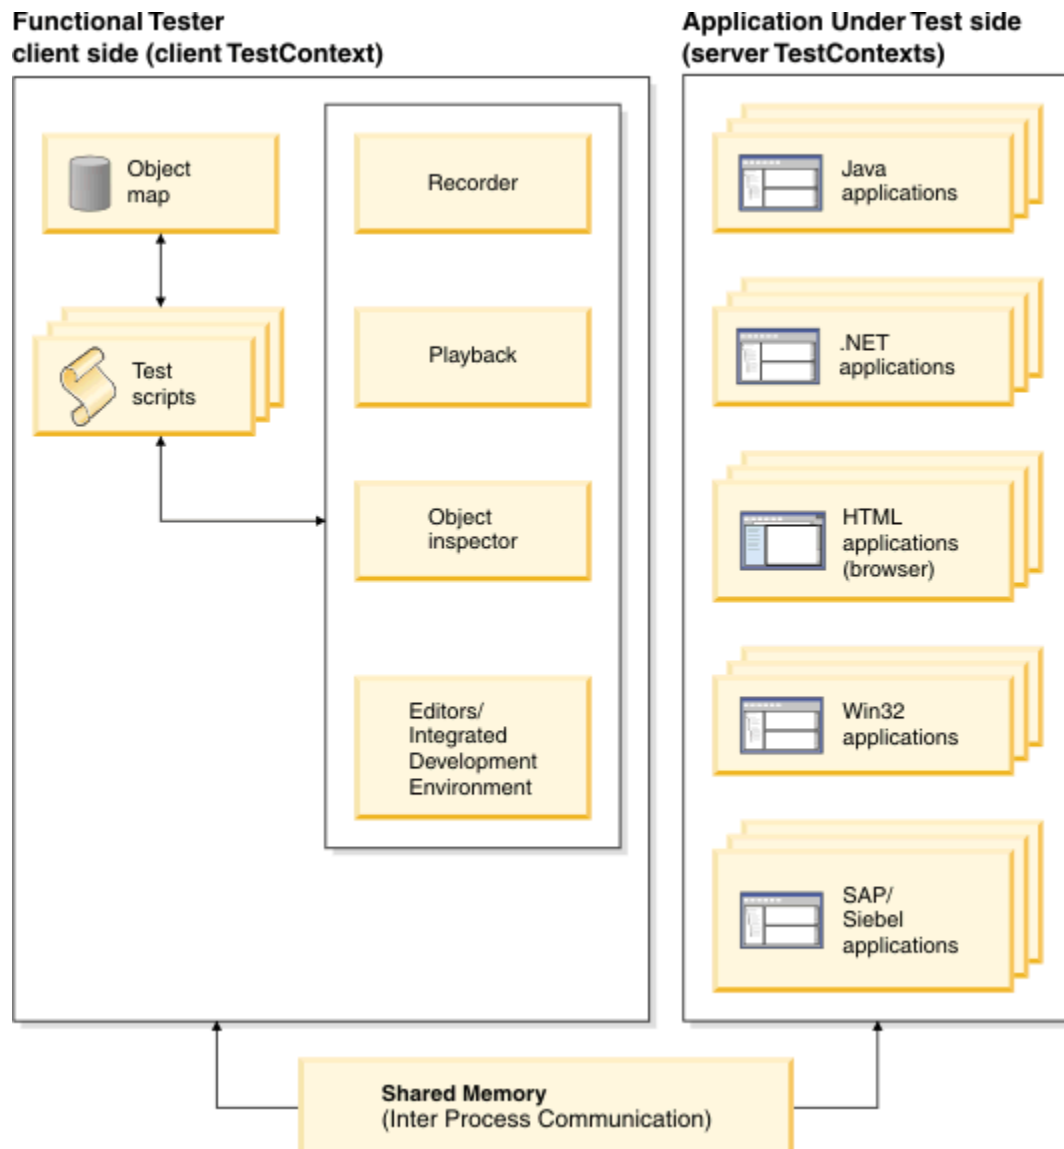 Functional Tester
client side (client TestContext)
Object
map
Test
scripts
Recorder
Playback
Object
inspector
Editors/
Integrated
Development
Environment
Application Under Test side
(server TestContexts)
Java
applications
.NET
applications
HTML
applications
(browser)
Win32
applications
SAP/
Siebel
applications
Shared Memory
(Inter Process Communication)